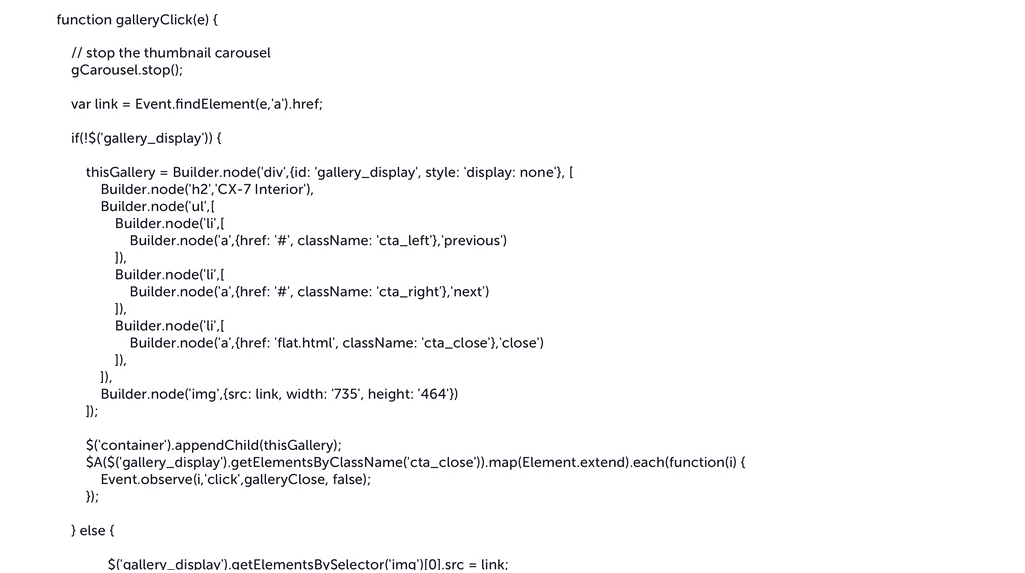 function galleryClick(e) {
// stop the thumbnail carousel
gCarousel.stop();
var link = Event.findElement(e,'a').href;
if(!$('gallery_display')) {
thisGallery = Builder.node('div',{id: 'gallery_display', style: 'display: none'}, [
Builder.node('h2','CX-7 Interior'),
Builder.node('ul',[
Builder.node('li',[
Builder.node('a',{href: '#', className: 'cta_left'},'previous')
]),
Builder.node('li',[
Builder.node('a',{href: '#', className: 'cta_right'},'next')
]),
Builder.node('li',[
Builder.node('a',{href: 'flat.html', className: 'cta_close'},'close')
]),
]),
Builder.node('img',{src: link, width: '735', height: '464'})
]);
$('container').appendChild(thisGallery);
$A($('gallery_display').getElementsByClassName('cta_close')).map(Element.extend).each(function(i) {
Event.observe(i,'click',galleryClose, false);
});
} else {
$('gallery_display').getElementsBySelector('img')[0].src = link;